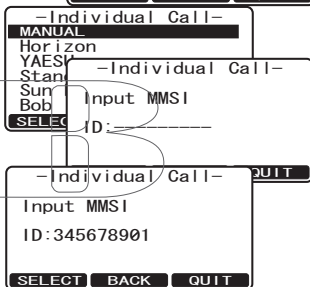 -Individual Call-
MANUAL
Horizon
YAESU
Stan
Sun
Bob
SELEC
-Individual Call-
Input MMSI
ID:---------
QUIT
-Individual Call-
Input MMSI
ID:345678901
SELECT BACK QUIT